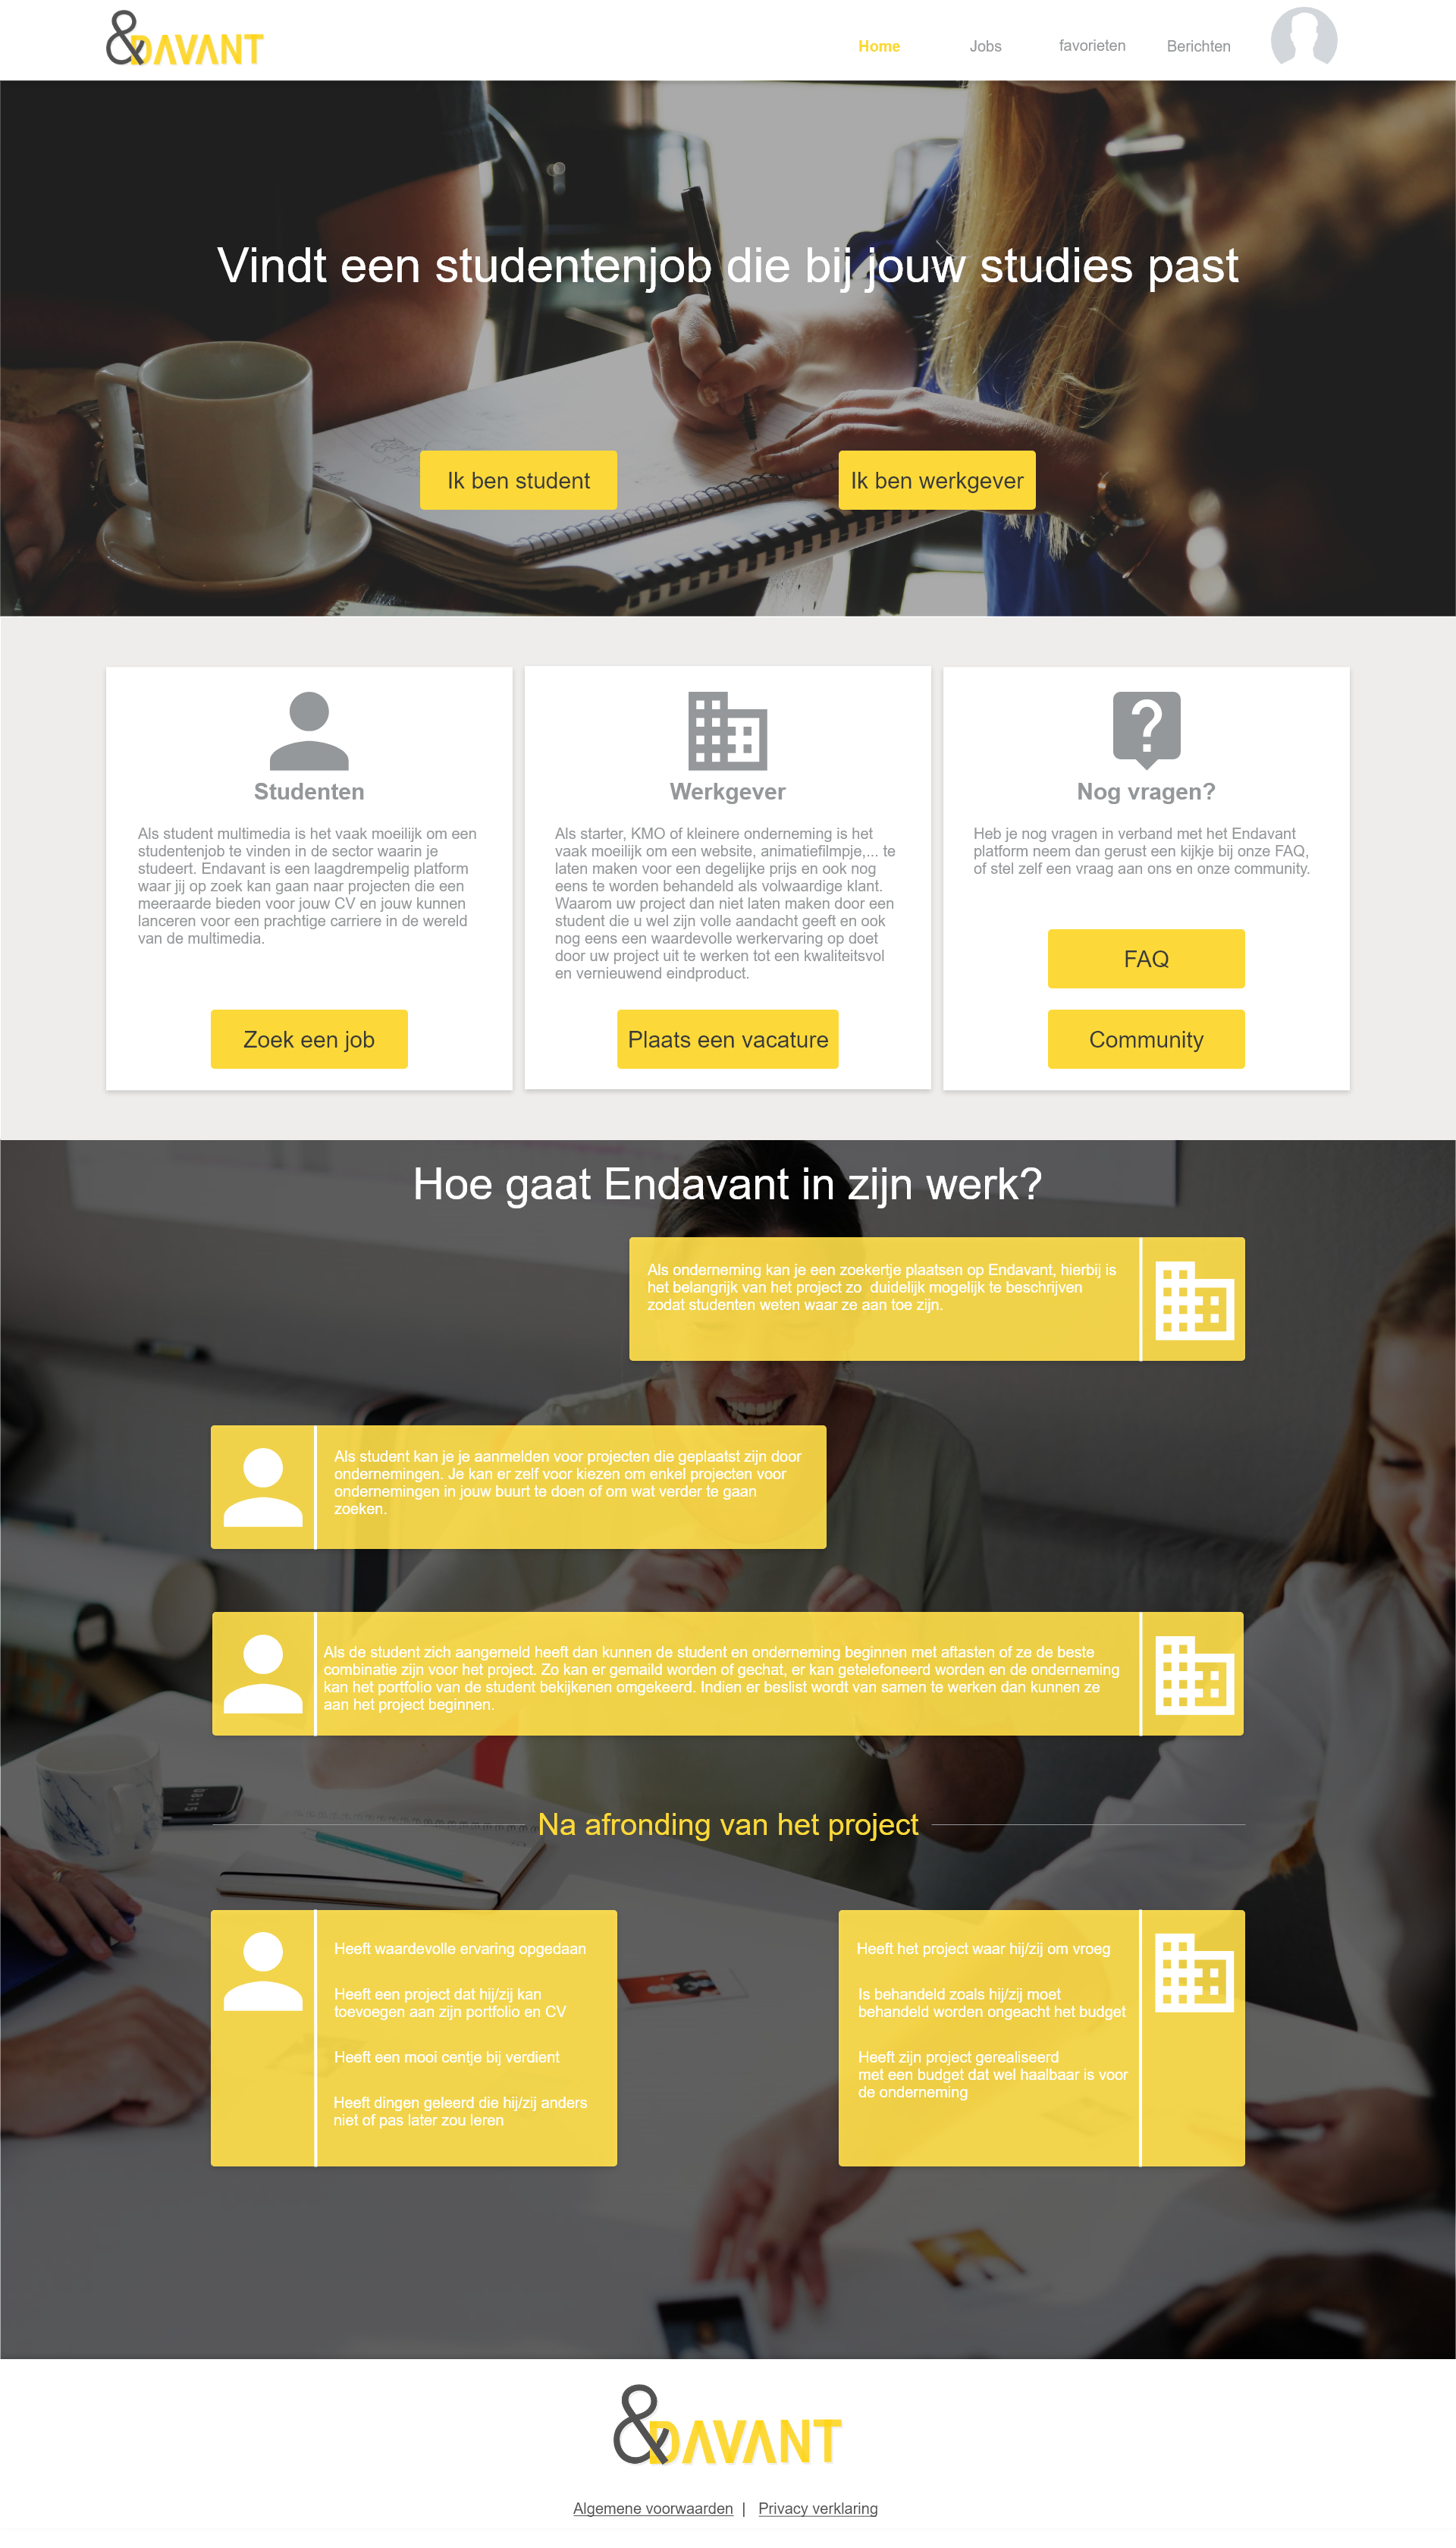 &DAVANT
Home Jobs favorieten Berichten
Vindt een studentenjob die bij jouw studies past
Ik ben student
Ik ben werkgever
Studenten
Als student multimedia is het vaak moeilijk om een
studentenjob te vinden in de sector waarin je
studeert. Endavant is een laagdrempelig platform
waar jij op zoek kan gaan naar projecten die een
meeraarde bieden voor jouw CV en jouw kunnen
lanceren voor een prachtige carriere in de wereld
van de multimedia.
Zoek een job
Werkgever
Als starter, KMO of kleinere onderneming is het
vaak moeilijk om een website, animatiefilmpje,... te
laten maken voor een degelijke prijs en ook nog
eens te worden behandeld als volwaardige klant.
Waarom uw project dan niet laten maken door een
student die u wel zijn volle aandacht geeft en ook
nog eens een waardevolle werkervaring op doet
door uw project uit te werken tot een kwaliteitsvol
en vernieuwend eindproduct.
Plaats een vacature
Nog vragen?
Heb je nog vragen in verband met het Endavant
platform neem dan gerust een kijkje bij onze FAQ,
of stel zelf een vraag aan ons en onze community.
FAQ
Community
Hoe gaat Endavant in zijn werk?
Als onderneming kan je een zoekertje plaatsen op Endavant, hierbij is
het belangrijk van het project zo duidelijk mogelijk te beschrijven
zodat studenten weten waar ze aan toe zijn.
Als student kan je je aanmelden voor projecten die geplaatst zijn door
ondernemingen. Je kan er zelf voor kiezen om enkel projecten voor
ondernemingen in jouw buurt te doen of om wat verder te gaan
zoeken.
Als de student zich aangemeld heeft dan kunnen de student en onderneming beginnen met aftasten of ze de beste
combinatie zijn voor het project. Zo kan er gemaild worden of gechat, er kan getelefoneerd worden en de onderneming
kan het portfolio van de student bekijkenen omgekeerd. Indien er beslist wordt van samen te werken dan kunnen ze
aan het project beginnen.
Na afronding van het project
Heeft waardevolle ervaring opgedaan
Heeft een project dat hij/zij kan
toevoegen aan zijn portfolio en CV
Heeft een mooi centje bij verdient
Heeft dingen geleerd die hij/zij anders
niet of pas later zou leren
Heeft het project waar hij/zij om vroeg
Is behandeld zoals hij/zij moet
behandeld worden ongeacht het budget
Heeft zijn project gerealiseerd
met een budget dat wel haalbaar is voor
de onderneming
&DAVANT
Algemene voorwaarden | Privacy verklaring